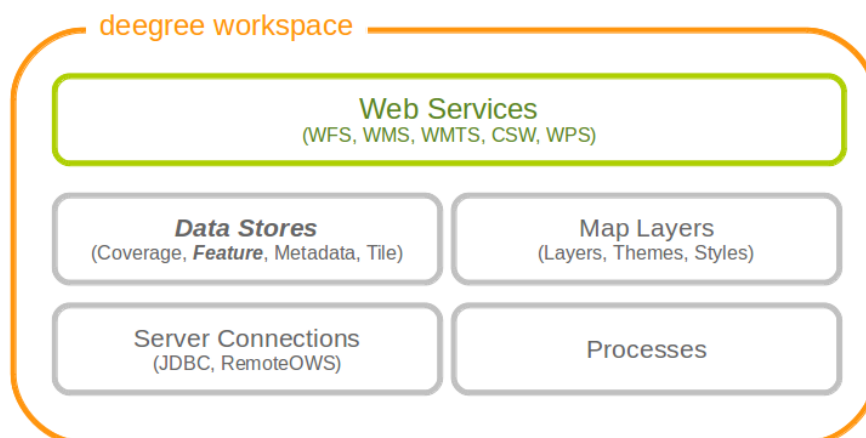 deegree workspace
Web Services
(WFS, WMS, WMTS, CSW, WPS)
Data Stores
(Coverage, Feature, Metadata, Tile)
Map Layers
(Layers, Themes, Styles)
Server Connections
(JDBC, RemoteOWS)
Processes